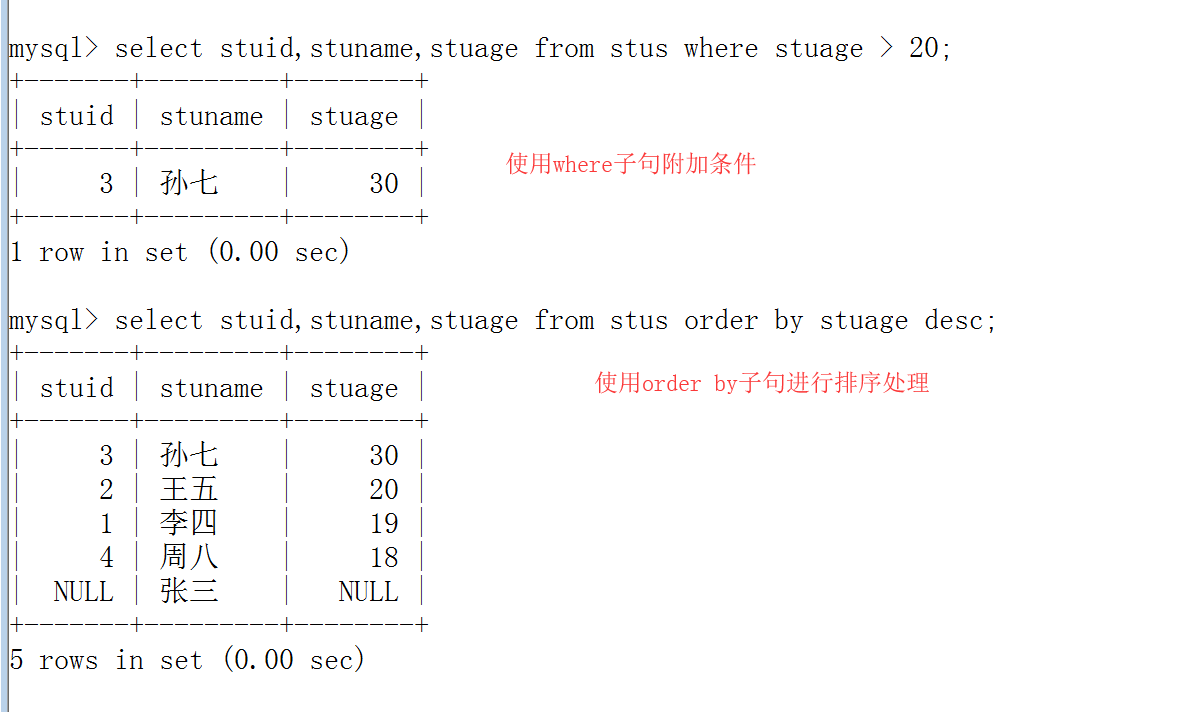 mysql> select stuid,stuname,stuage from stus where stuage > 20;
+-------+---------+--------+
| stuid | stuname | stuage |
+-------+---------+--------+
|     3 | 孙七    |     30 |
+-------+---------+--------+
使用where子句附加条件
1 row in set (0.00 sec)
mysql> select stuid,stuname,stuage from stus order by stuage desc;
+-------+---------+--------+
| stuid | stuname | stuage |
+-------+---------+--------+
使用order by子句进行排序处理
|     3 | 孙七    |     30 |
|     2 | 王五    |     20 |
|     1 | 李四    |     19 |
|     4 | 周八    |     18 |
|  NULL | 张三    |   NULL |
+-------+---------+--------+
5 rows in set (0.00 sec)